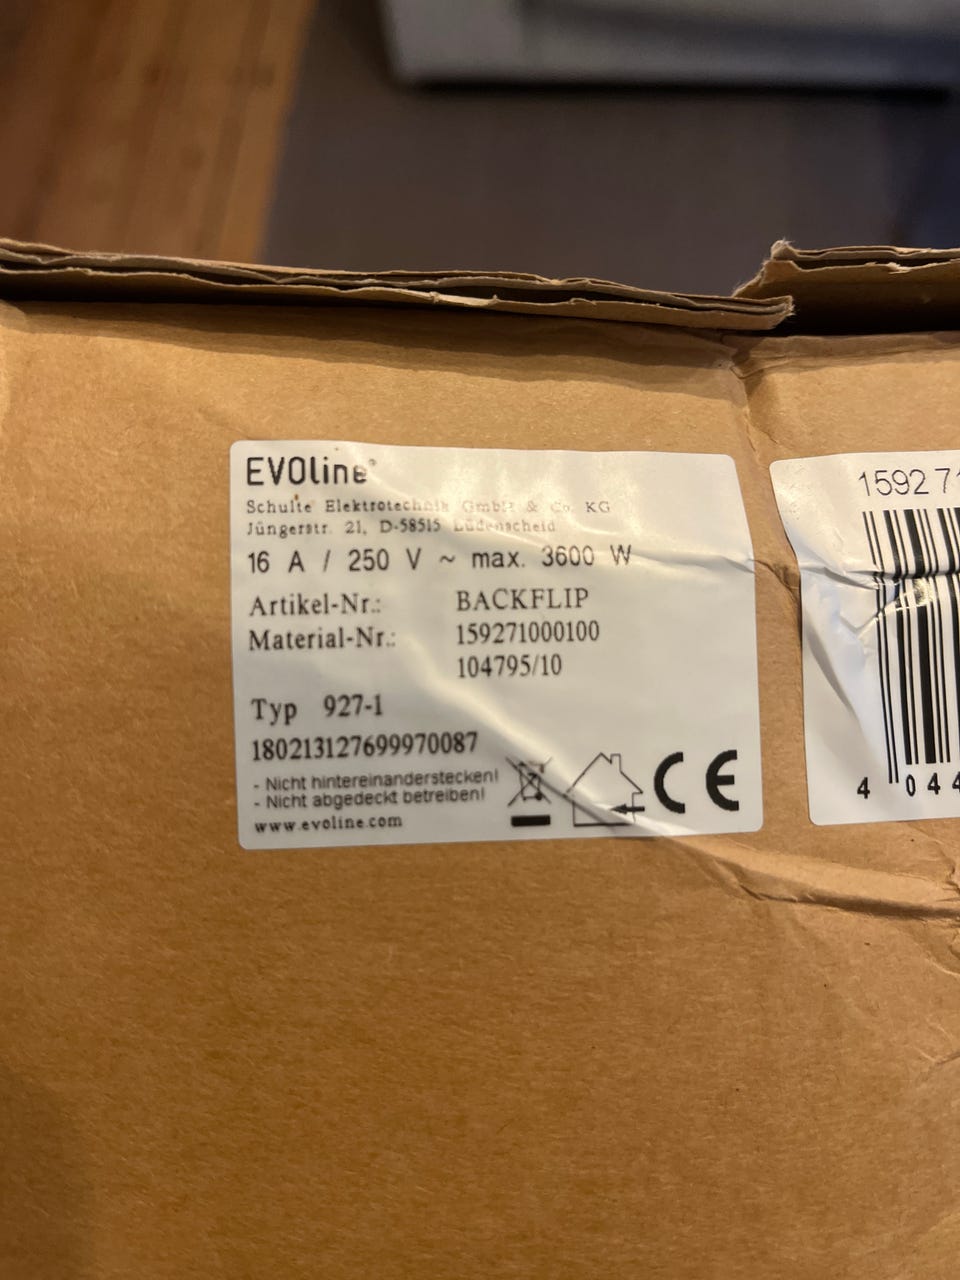 EVOline®
Schulte Elektrotechnik GmbH & Co. KG
Jüngerstr. 21, D-58515 Lüdenscheid
16 A / 250 V ~ max. 3600 W
Artikel-Nr.: BACKFLIP
Material-Nr.: 159271000100
104795/10
Typ 927-1
180213127699970087
- Nicht hintereinanderstecken!
- Nicht abgedeckt betreiben!
www.evoline.com
CE
1592 71
4 044